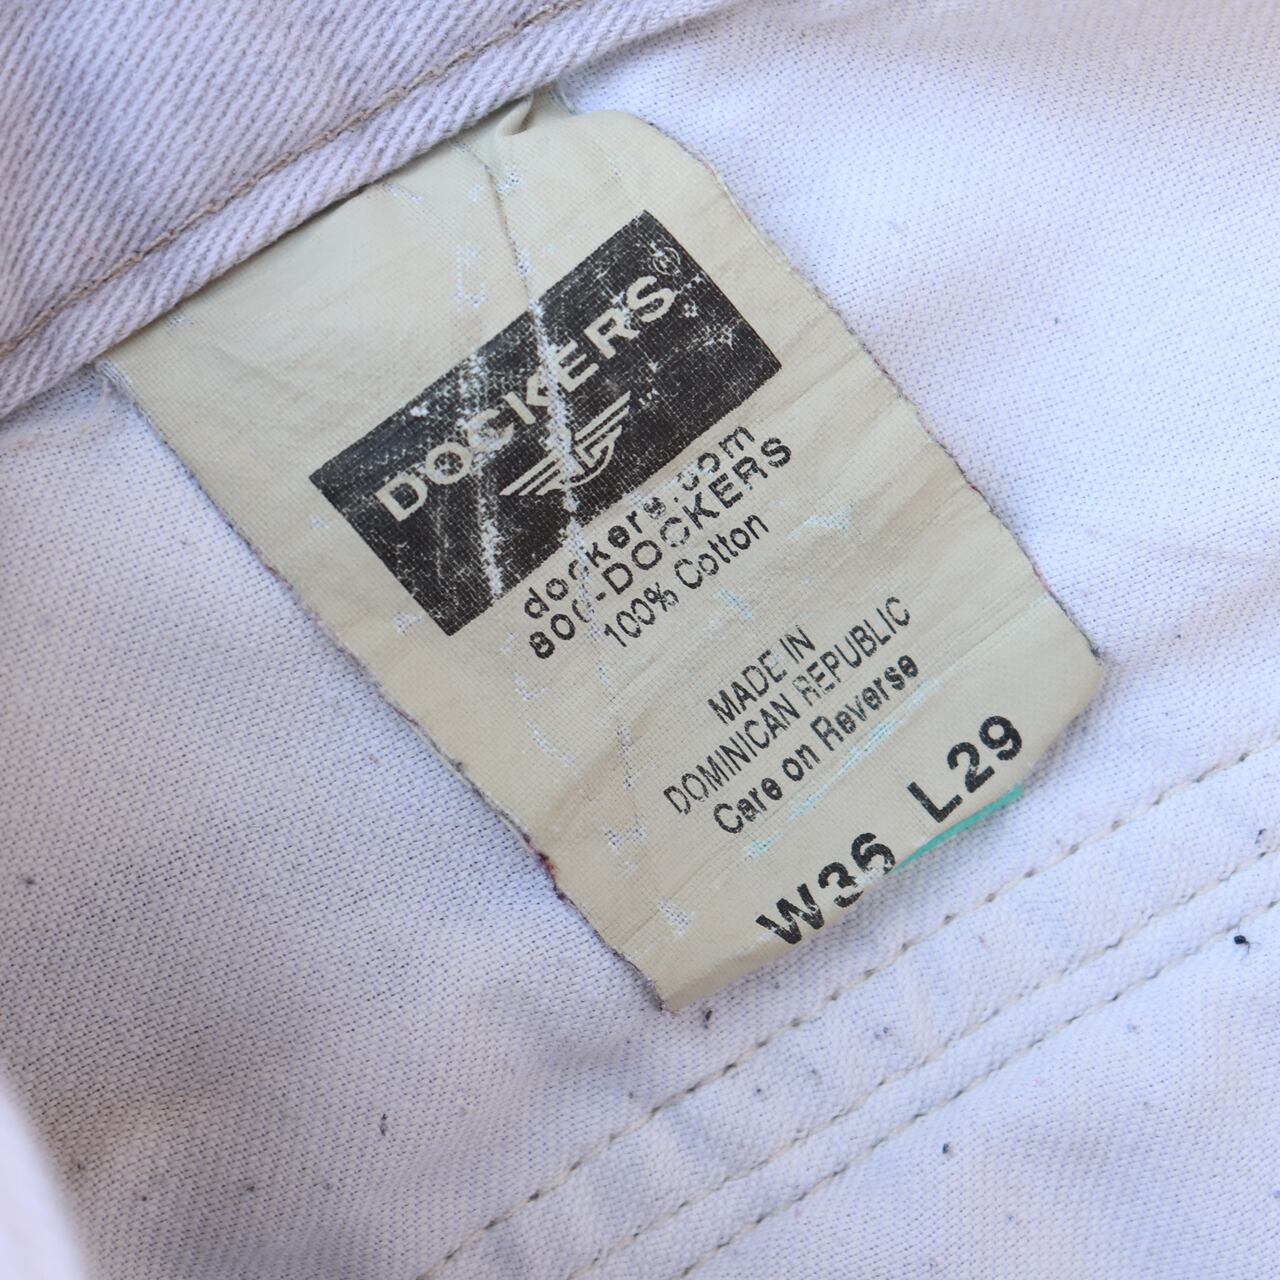 DOCKERS®
dockers.com
800-DOCKERS
100% Cotton
MADE IN
DOMINICAN REPUBLIC
Care on Reverse
W36 L29